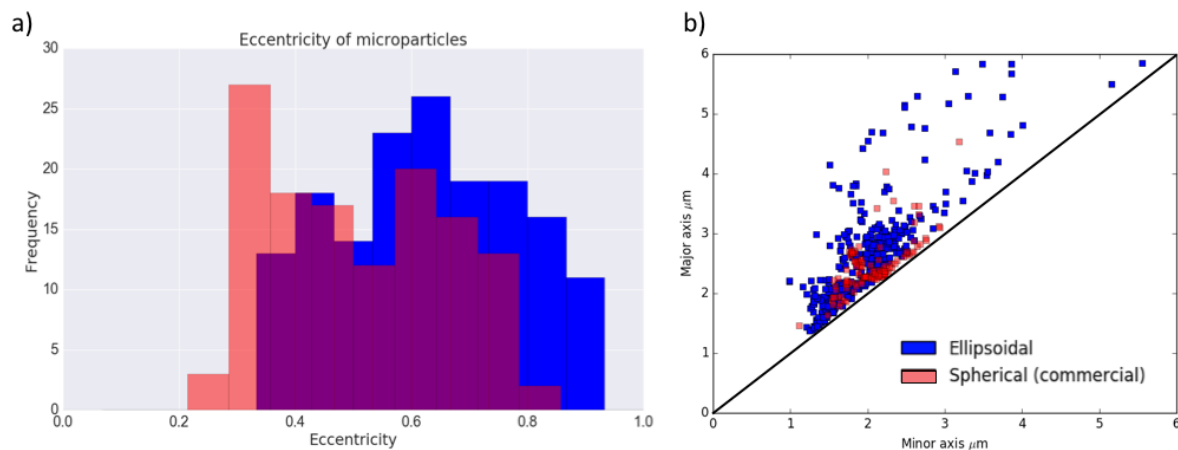 a)
Eccentricity of microparticles
30
25
20
15
10
5
0
Frequency
0.0 0.2 0.4 0.6 0.8 1.0
Eccentricity
b)
6
5
4
3
2
1
0
Major axis μm
Ellipsoidal
Spherical (commercial)
0 1 2 3 4 5 6
Minor axis μm